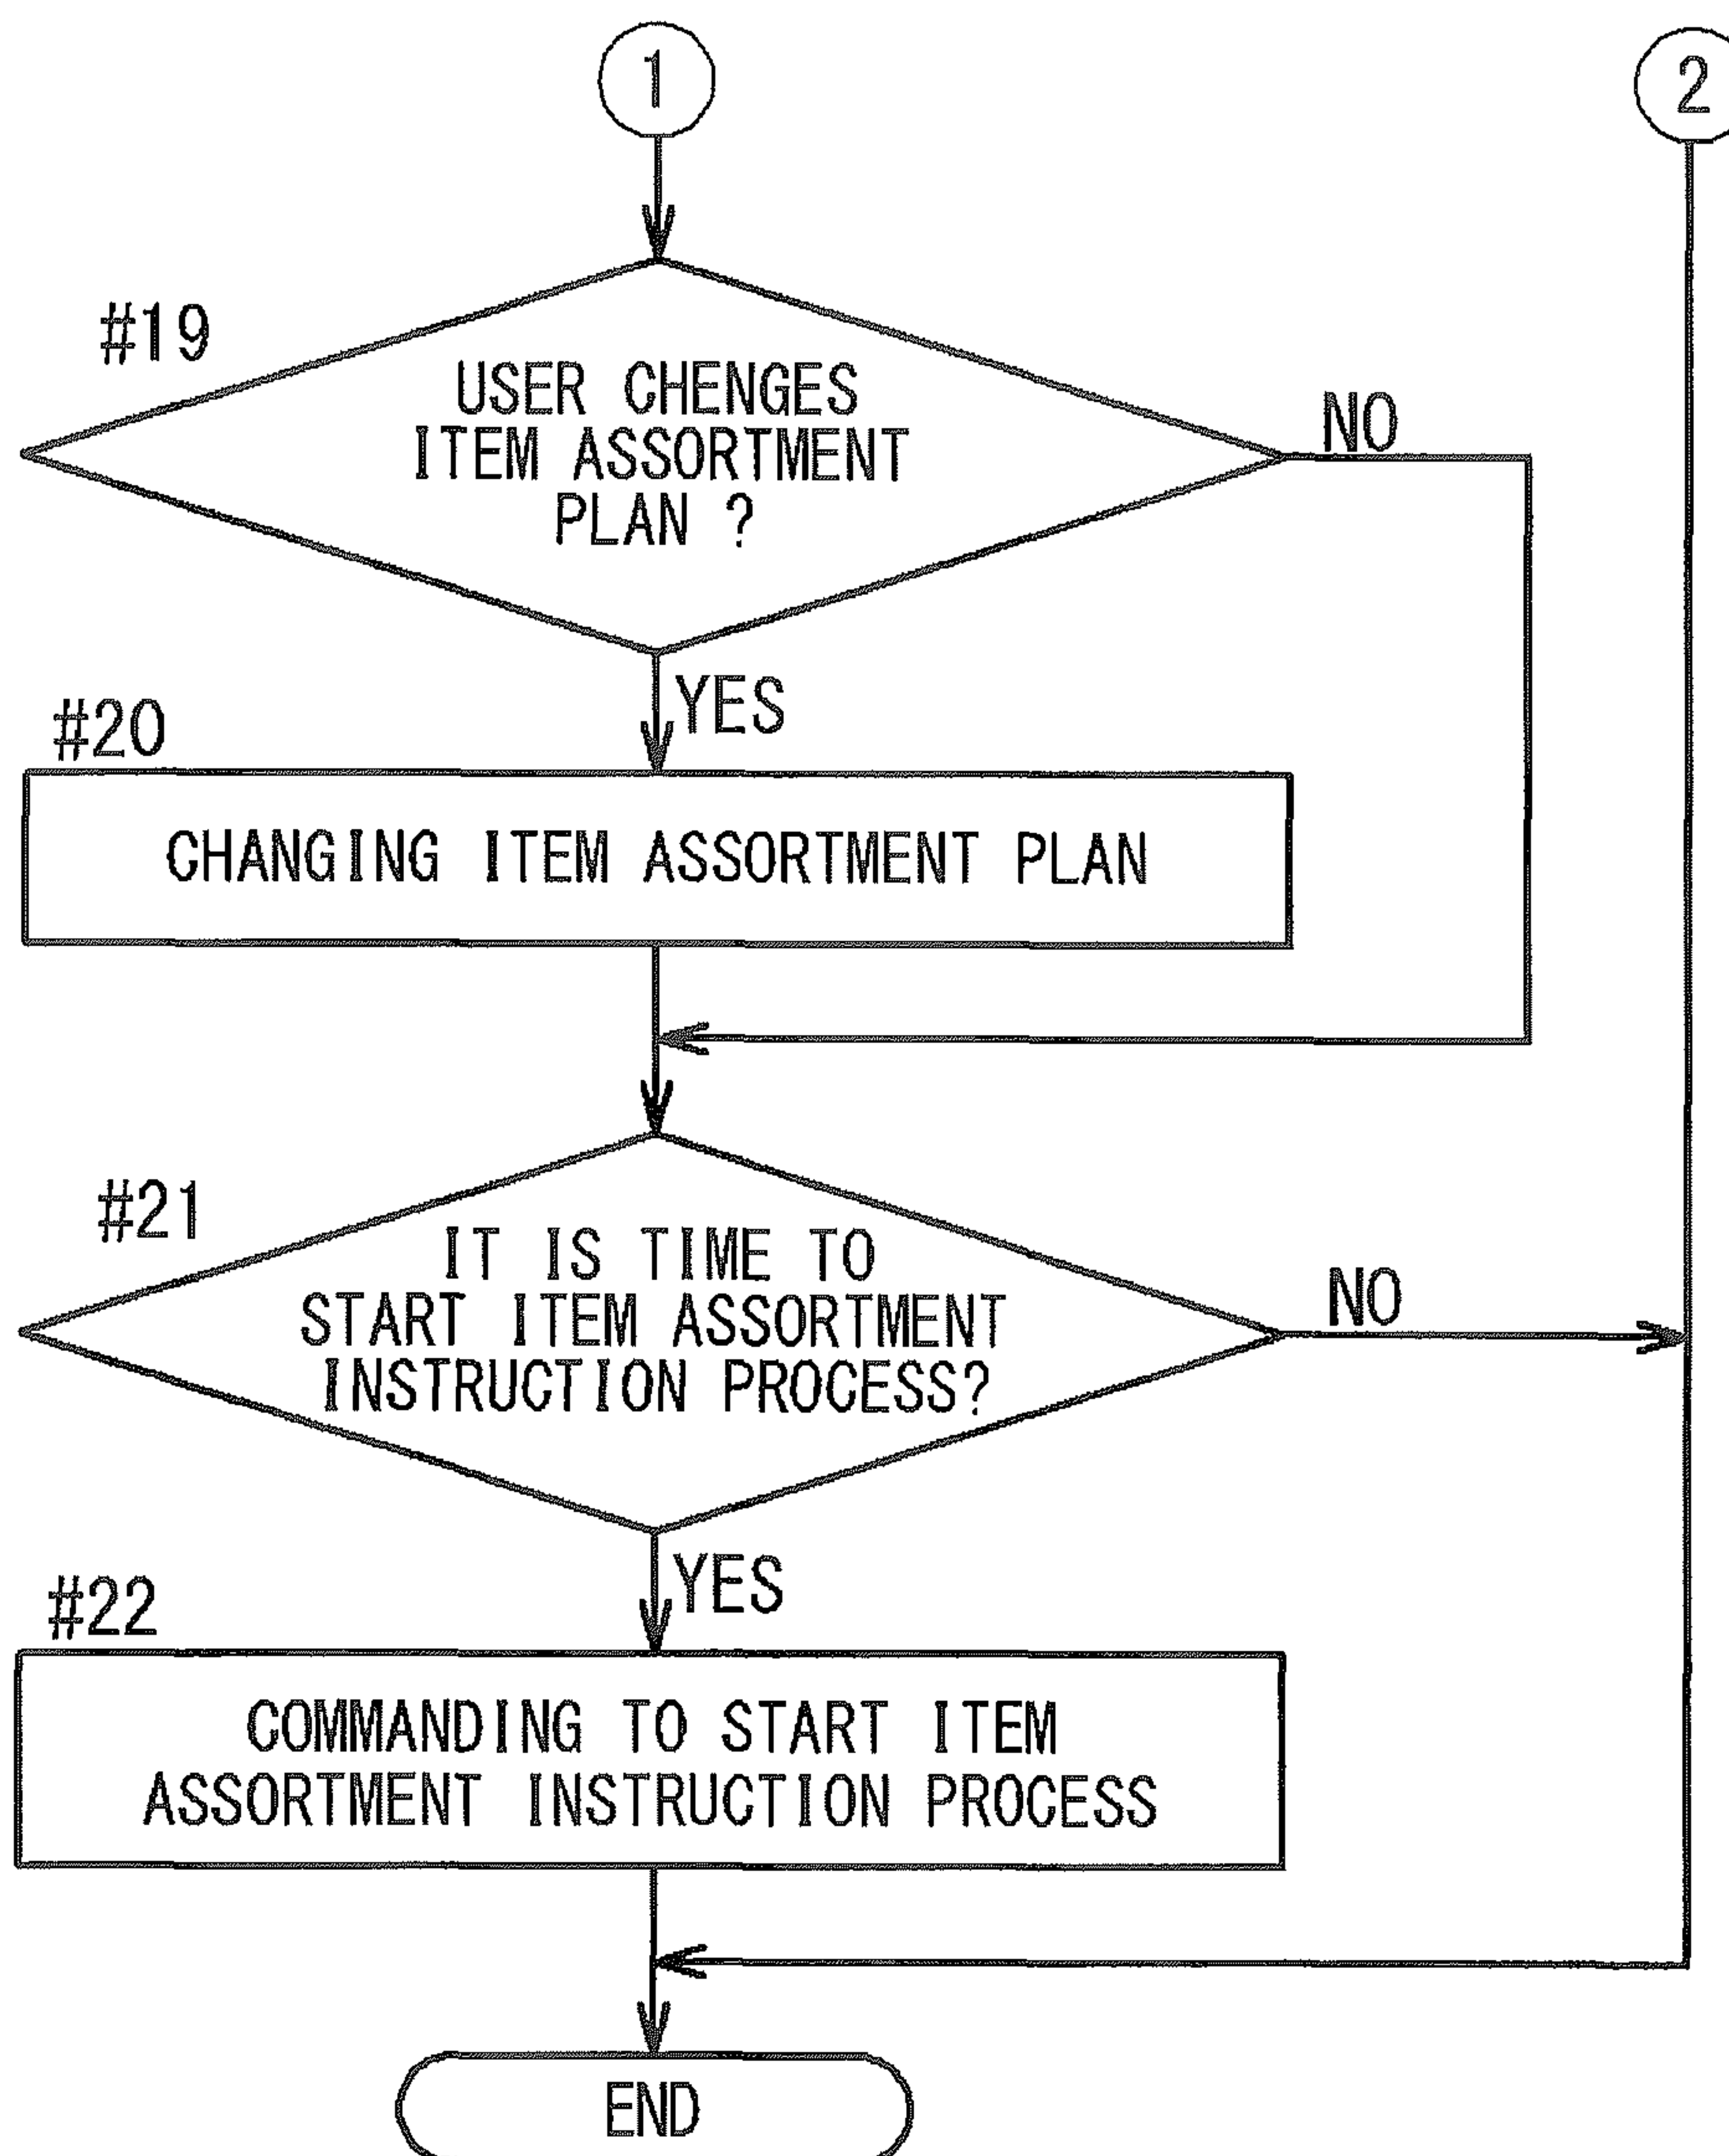 1
2
#19
USER CHENGES
ITEM ASSORTMENT
PLAN ?
NO
YES
#20
CHANGING ITEM ASSORTMENT PLAN
#21
IT IS TIME TO
START ITEM ASSORTMENT
INSTRUCTION PROCESS?
NO
YES
#22
COMMANDING TO START ITEM
ASSORTMENT INSTRUCTION PROCESS
END